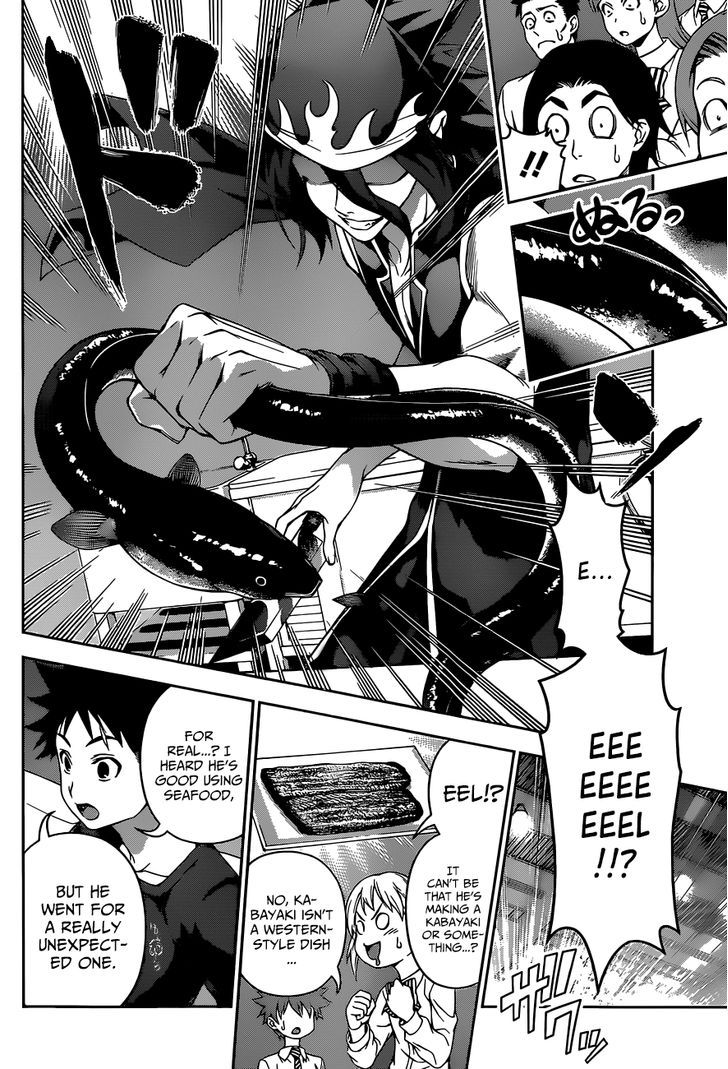 !!
ぬるっ
ドン
E...
EEE
EEEE
EEEL
!!?
ザワッ
EEL!?
IT
CAN'T BE
THAT HE'S
MAKING A
KABAYAKI
OR SOME-
THING...?
NO, KA-
BAYAKI ISN'T
A WESTERN-
STYLE DISH
...
FOR
REAL...? I
HEARD HE'S
GOOD USING
SEAFOOD,
BUT HE
WENT FOR
A REALLY
UNEXPECT-
ED ONE.